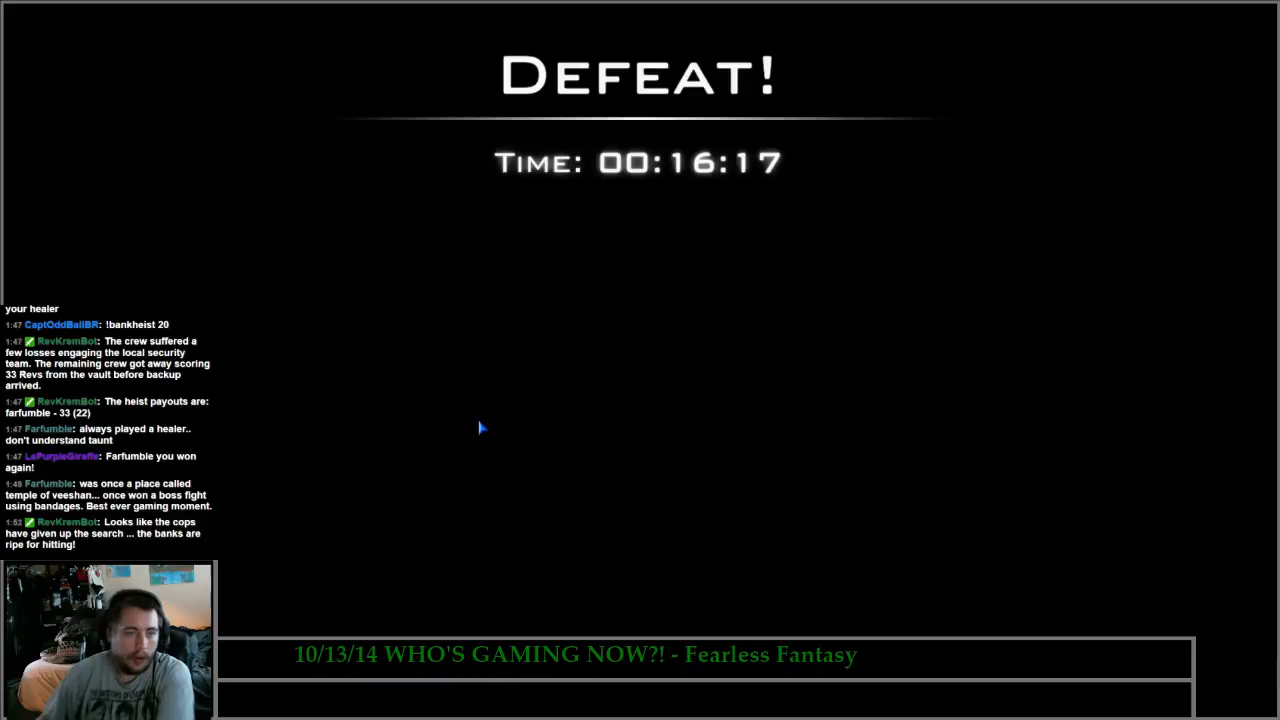 DEFEAT!
TIME: 00:16:17
your healer
1:47 CaptOddBallBR: !bankheist 20
1:47 RevKremBot: The crew suffered a
few losses engaging the local security
team. The remaining crew got away scoring
33 Revs from the vault before backup
arrived.
1:47 RevKremBot: The heist payouts are:
farfumble - 33 (22)
1:47 Farfumble: always played a healer..
don't understand taunt
1:47 LaPurpleGiraffe: Farfumble you won
again!
1:49 Farfumble: was once a place called
temple of veeshan... once won a boss fight
using bandages. Best ever gaming moment.
1:52 RevKremBot: Looks like the cops
have given up the search ... the banks are
ripe for hitting!
10/13/14 WHO'S GAMING NOW?! - Fearless Fantasy